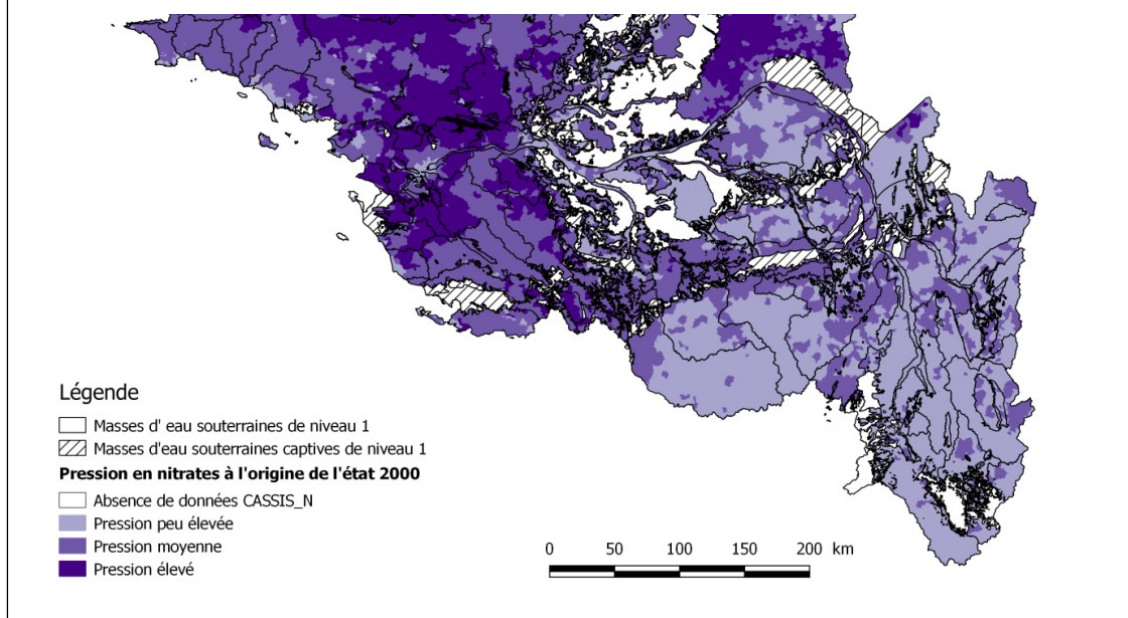 Légende
Masses d' eau souterraines de niveau 1
Masses d'eau souterraines captives de niveau 1
Pression en nitrates à l'origine de l'état 2000
Absence de données CASSIS_N
Pression peu élevée
Pression moyenne
Pression élevé
0 50 100 150 200 km